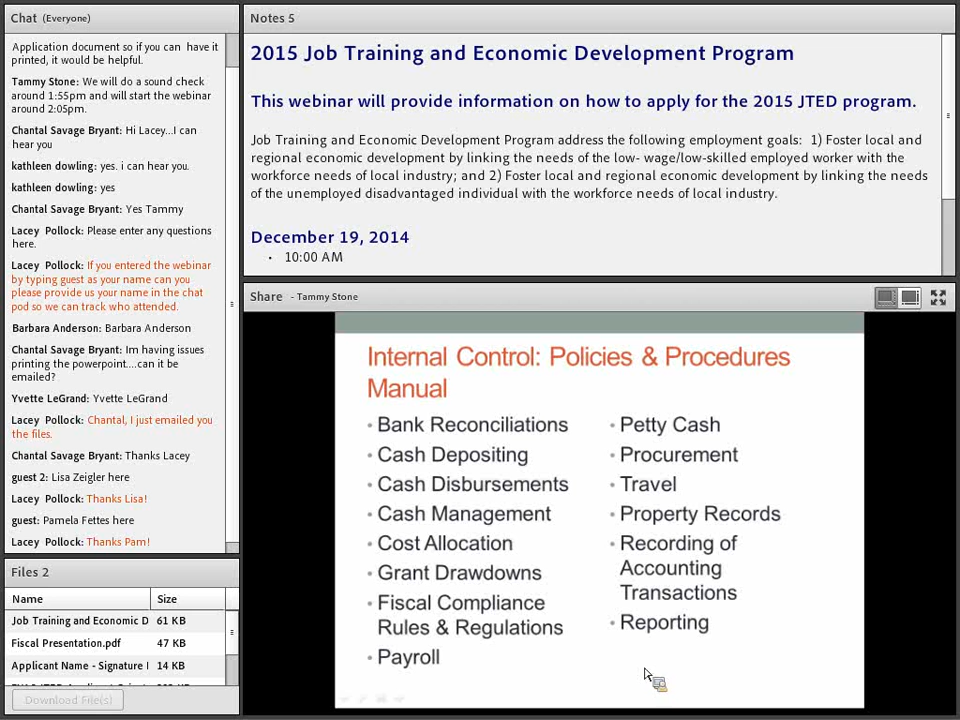 Chat (Everyone)
Application document so if you can have it
printed, it would be helpful.
Tammy Stone: We will do a sound check
around 1:55pm and will start the webinar
around 2:05pm.
Chantal Savage Bryant: Hi Lacey...I can
hear you
kathleen dowling: yes. i can hear you.
kathleen dowling: yes
Chantal Savage Bryant: Yes Tammy
Lacey Pollock: Please enter any questions
here.
Lacey Pollock: If you entered the webinar
by typing guest as your name can you
please provide us your name in the chat
pod so we can track who attended.
Barbara Anderson: Barbara Anderson
Chantal Savage Bryant: Im having issues
printing the powerpoint....can it be
emailed?
Yvette LeGrand: Yvette LeGrand
Lacey Pollock: Chantal, I just emailed you
the files.
Chantal Savage Bryant: Thanks Lacey
guest 2: Lisa Zeigler here
Lacey Pollock: Thanks Lisa!
guest: Pamela Fettes here
Lacey Pollock: Thanks Pam!
Files 2
Name Size
Job Training and Economic D 61 KB
Fiscal Presentation.pdf 47 KB
Applicant Name - Signature 14 KB
Download File(s)
Notes 5
2015 Job Training and Economic Development Program
This webinar will provide information on how to apply for the 2015 JTED program.
Job Training and Economic Development Program address the following employment goals: 1) Foster local and
regional economic development by linking the needs of the low- wage/low-skilled employed worker with the
workforce needs of local industry; and 2) Foster local and regional economic development by linking the needs
of the unemployed disadvantaged individual with the workforce needs of local industry.
December 19, 2014
• 10:00 AM
Share - Tammy Stone
Internal Control: Policies & Procedures
Manual
• Bank Reconciliations
• Cash Depositing
• Cash Disbursements
• Cash Management
• Cost Allocation
• Grant Drawdowns
• Fiscal Compliance
Rules & Regulations
• Payroll
• Petty Cash
• Procurement
• Travel
• Property Records
• Recording of
Accounting
Transactions
• Reporting